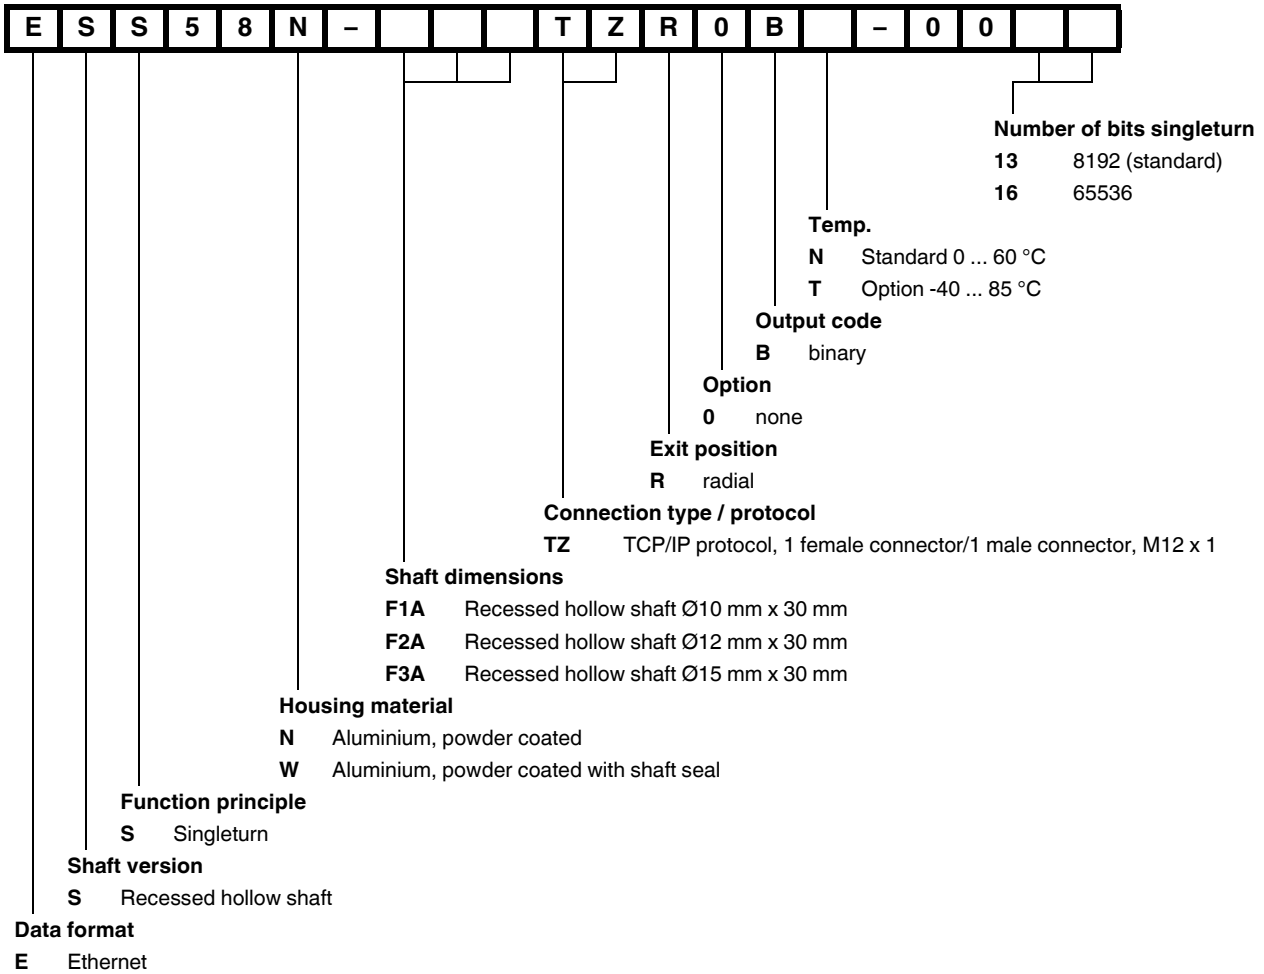 E S S 5 8 N – T Z R 0 B – 0 0
Number of bits singleturn
13 8192 (standard)
16 65536
Temp.
N Standard 0 ... 60 °C
T Option -40 ... 85 °C
Output code
B binary
Option
0 none
Exit position
R radial
Connection type / protocol
TZ TCP/IP protocol, 1 female connector/1 male connector, M12 x 1
Shaft dimensions
F1A Recessed hollow shaft Ø10 mm x 30 mm
F2A Recessed hollow shaft Ø12 mm x 30 mm
F3A Recessed hollow shaft Ø15 mm x 30 mm
Housing material
N Aluminium, powder coated
W Aluminium, powder coated with shaft seal
Function principle
S Singleturn
Shaft version
S Recessed hollow shaft
Data format
E Ethernet